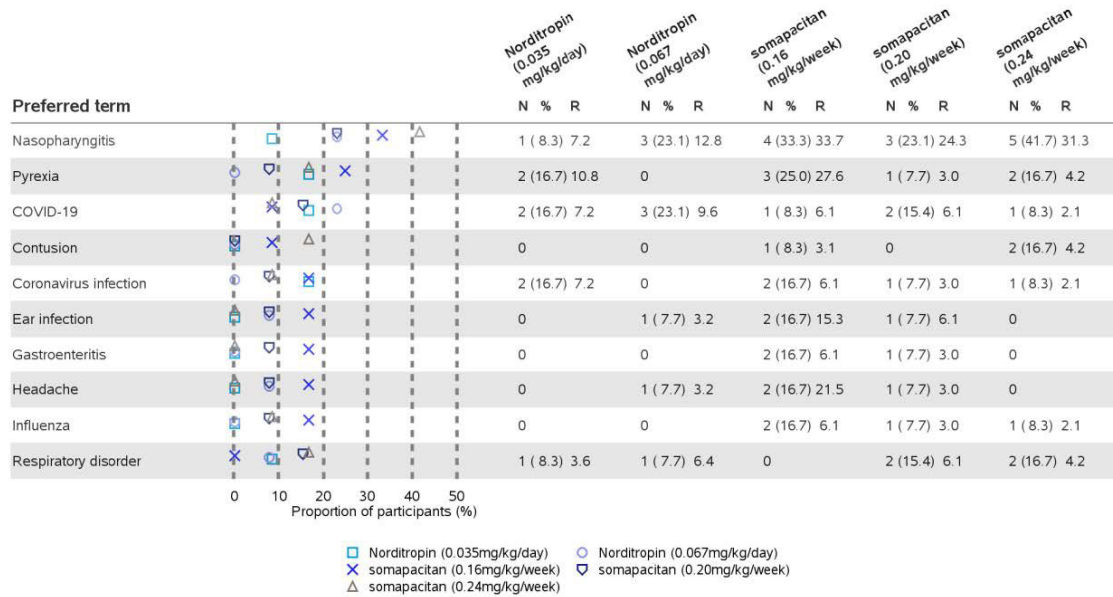 Norditropin (0.035 mg/kg/day)
Norditropin (0.067 mg/kg/day)
somapacitan (0.16 mg/kg/week)
somapacitan (0.20 mg/kg/week)
somapacitan (0.24 mg/kg/week)
Preferred term N % R N % R N % R N % R N % R
Nasopharyngitis 1 ( 8.3) 7.2 3 (23.1) 12.8 4 (33.3) 33.7 3 (23.1) 24.3 5 (41.7) 31.3
Pyrexia 2 (16.7) 10.8 0 3 (25.0) 27.6 1 (7.7) 3.0 2 (16.7) 4.2
COVID-19 2 (16.7) 7.2 3 (23.1) 9.6 1 ( 8.3) 6.1 2 (15.4) 6.1 1 ( 8.3) 2.1
Contusion 0 0 1 ( 8.3) 3.1 0 2 (16.7) 4.2
Coronavirus infection 2 (16.7) 7.2 0 2 (16.7) 6.1 1 ( 7.7) 3.0 1 ( 8.3) 2.1
Ear infection 0 1 ( 7.7) 3.2 2 (16.7) 15.3 1 ( 7.7) 6.1 0
Gastroenteritis 0 0 2 (16.7) 6.1 1 ( 7.7) 3.0 0
Headache 0 1 ( 7.7) 3.2 2 (16.7) 21.5 1 ( 7.7) 3.0 0
Influenza 0 0 2 (16.7) 6.1 1 ( 7.7) 3.0 1 ( 8.3) 2.1
Respiratory disorder 1 ( 8.3) 3.6 1 ( 7.7) 6.4 0 2 (15.4) 6.1 2 (16.7) 4.2
0 10 20 30 40 50
Proportion of participants (%)
Norditropin (0.035mg/kg/day) Norditropin (0.067mg/kg/day)
somapacitan (0.16mg/kg/week) somapacitan (0.20mg/kg/week)
somapacitan (0.24mg/kg/week)